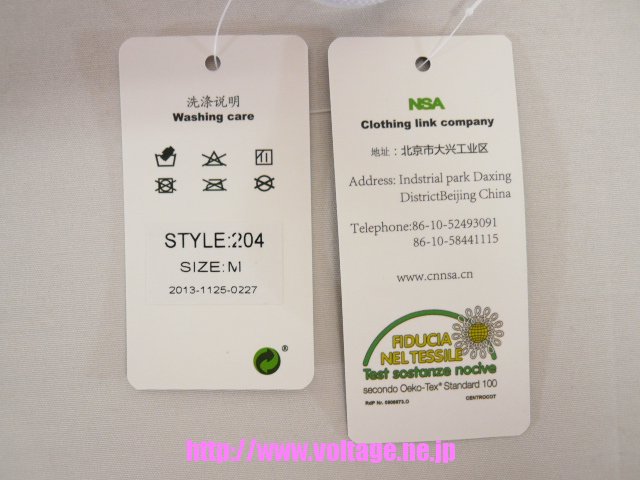 洗涤说明
Washing care
STYLE:204
SIZE:M
2013-1125-0227
®
NSA
Clothing link company
地址：北京市大兴工业区
Address: Indstrial park Daxing
DistrictBeijing China
Telephone:86-10-52493091
86-10-58441115
www.cnnsa.cn
FIDUCIA
NEL TESSILE
Test sostanze nocive
secondo Oeko-Tex® Standard 100
RdP Nr. 0906673.O CENTROCOT
http://www.voltage.ne.jp